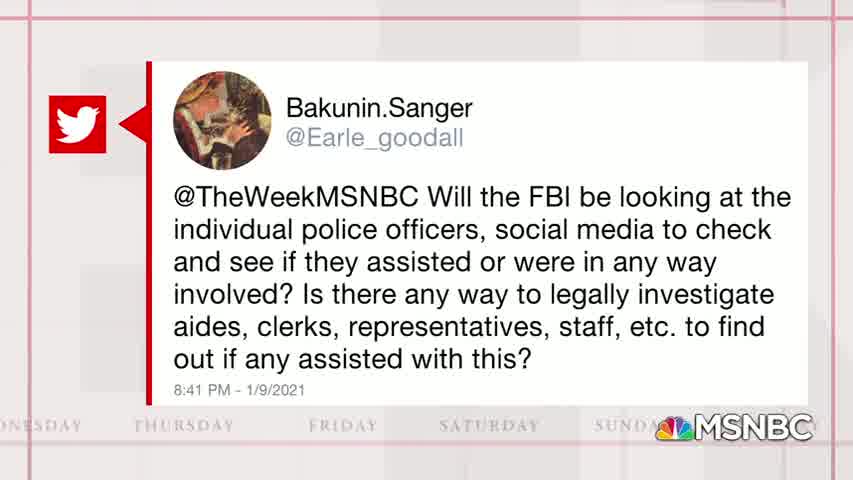 Bakunin.Sanger
@Earle_goodall
@TheWeekMSNBC Will the FBI be looking at the
individual police officers, social media to check
and see if they assisted or were in any way
involved? Is there any way to legally investigate
aides, clerks, representatives, staff, etc. to find
out if any assisted with this?
8:41 PM - 1/9/2021
DNESDAY THURSDAY FRIDAY SATURDAY SUNDA Y
MSNBC